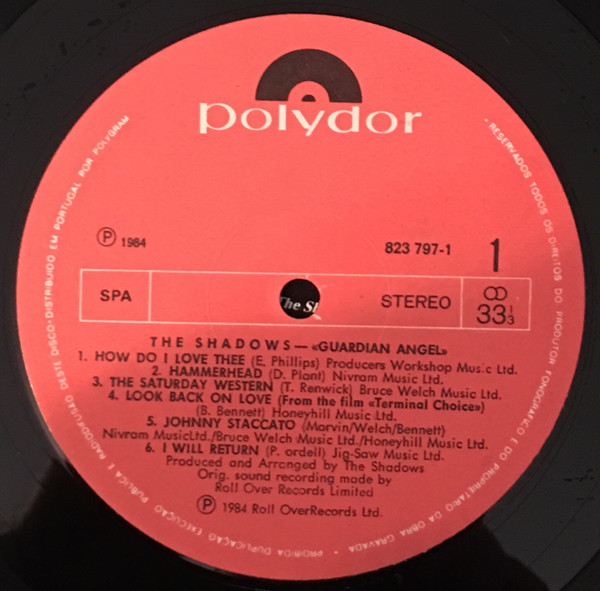 polydor
℗ 1984
823 797-1
1
SPA
The Sh
STEREO
33 1/3
THE SHADOWS — «GUARDIAN ANGEL»
1. HOW DO I LOVE THEE (E. Phillips) Producers Workshop Music Ltd.
2. HAMMERHEAD (D. Plant) Nivram Music Ltd.
3. THE SATURDAY WESTERN (T. Renwick) Bruce Welch Music Ltd.
4. LOOK BACK ON LOVE (From the film «Terminal Choice»)
(B. Bennett) Honeyhill Music Ltd.
5. JOHNNY STACCATO (Marvin/Welch/Bennett)
Nivram MusicLtd./Bruce Welch Music Ltd./Honeyhill Music Ltd.
6. I WILL RETURN (P. ordell) Jig-Saw Music Ltd.
Produced and Arranged by The Shadows
Orig. sound recording made by
Roll Over Records Limited
℗ 1984 Roll OverRecords Ltd.
• RESERVADOS TODOS OS DIREITOS DO PRODUTOR FONOGRÁFICO E DO PROPRIETÁRIO DA OBRA GRAVADA • PROIBIDA DUPLICAÇÃO EXECUÇÃO PÚBLICA E RADIODIFUSÃO DESTE DISCO•DISTRIBUIDO EM PORTUGAL POR POLYGRAM